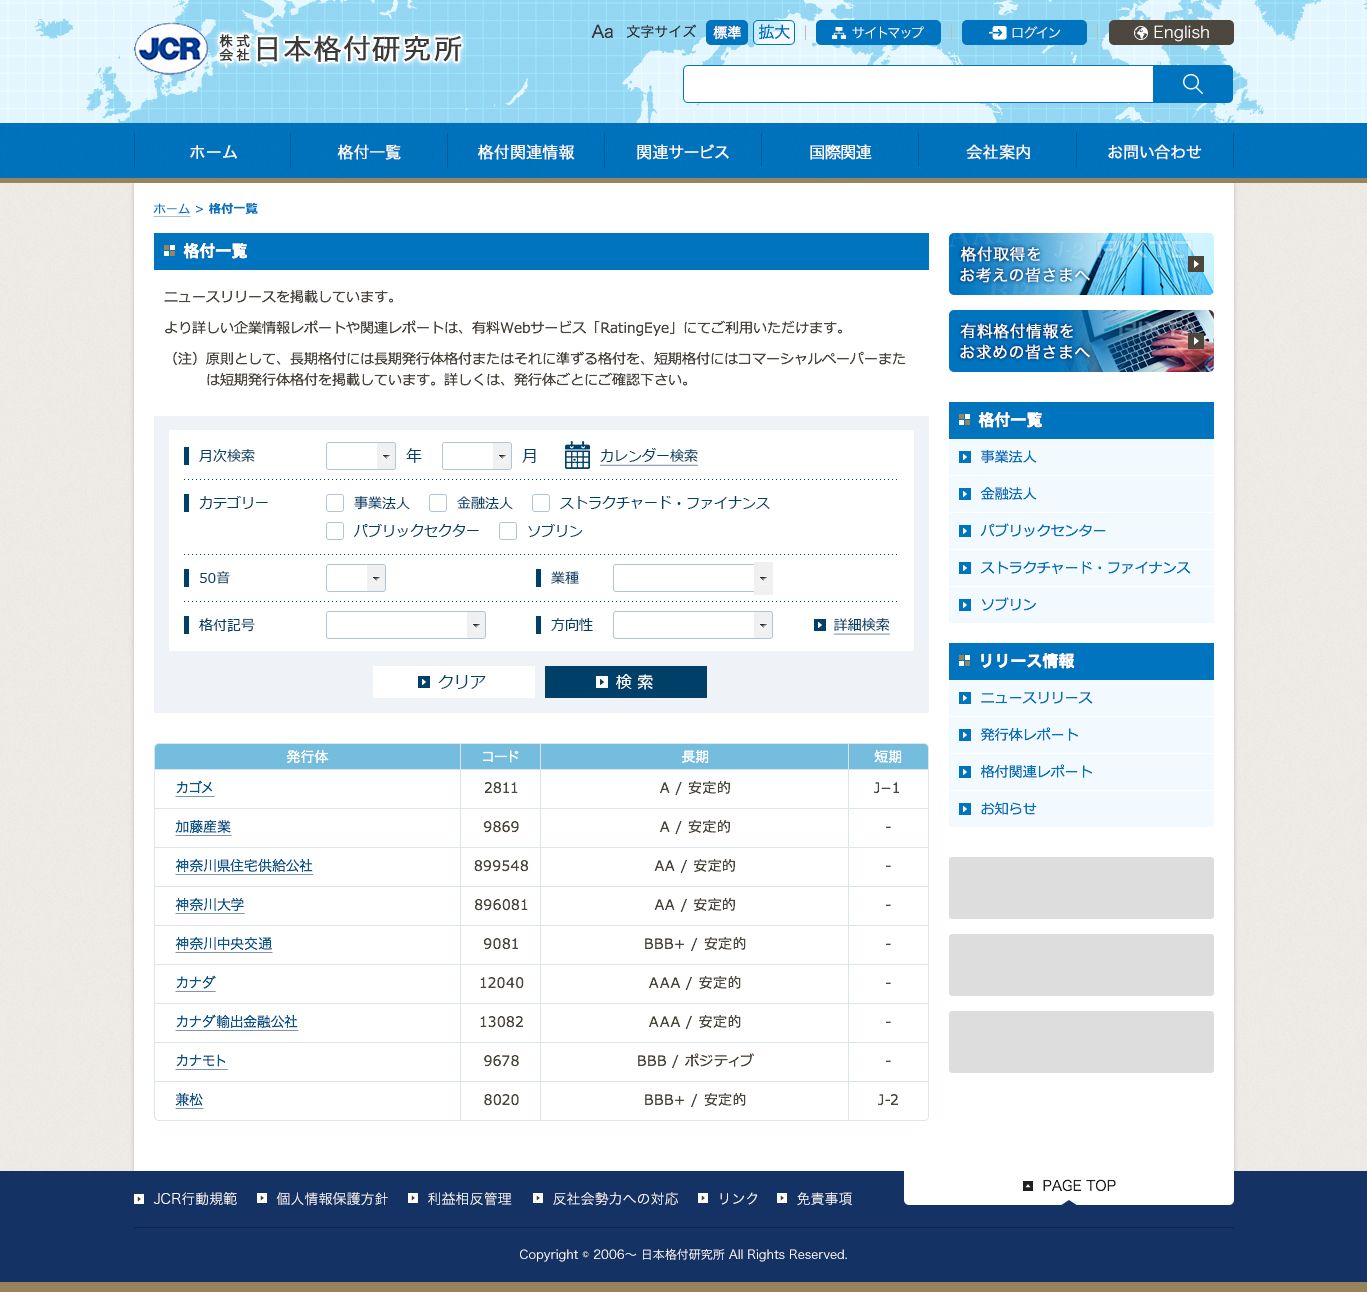 JCR 株式会社 日本格付研究所
Aa 文字サイズ 標準 拡大 サイトマップ ログイン English
ホーム 格付一覧 格付関連情報 関連サービス 国際関連 会社案内 お問い合わせ
ホーム > 格付一覧
格付一覧
ニュースリリースを掲載しています。
より詳しい企業情報レポートや関連レポートは、有料Webサービス「RatingEye」にてご利用いただけます。
（注）原則として、長期格付には長期発行体格付またはそれに準ずる格付を、短期格付にはコマーシャルペーパーまた
は短期発行体格付を掲載しています。詳しくは、発行体ごとにご確認下さい。
月次検索 年 月 カレンダー検索
カテゴリー 事業法人 金融法人 ストラクチャード・ファイナンス
パブリックセクター ソブリン
50音 業種
格付記号 方向性 詳細検索
クリア 検 索
発行体 コード 長期 短期
カゴメ 2811 A / 安定的 J−1
加藤産業 9869 A / 安定的 -
神奈川県住宅供給公社 899548 AA / 安定的 -
神奈川大学 896081 AA / 安定的 -
神奈川中央交通 9081 BBB+ / 安定的 -
カナダ 12040 AAA / 安定的 -
カナダ輸出金融公社 13082 AAA / 安定的 -
カナモト 9678 BBB / ポジティブ -
兼松 8020 BBB+ / 安定的 J-2
格付取得を
お考えの皆さまへ
有料格付情報を
お求めの皆さまへ
格付一覧
事業法人
金融法人
パブリックセンター
ストラクチャード・ファイナンス
ソブリン
リリース情報
ニュースリリース
発行体レポート
格付関連レポート
お知らせ
PAGE TOP
JCR行動規範 個人情報保護方針 利益相反管理 反社会勢力への対応 リンク 免責事項
Copyright © 2006〜 日本格付研究所 All Rights Reserved.